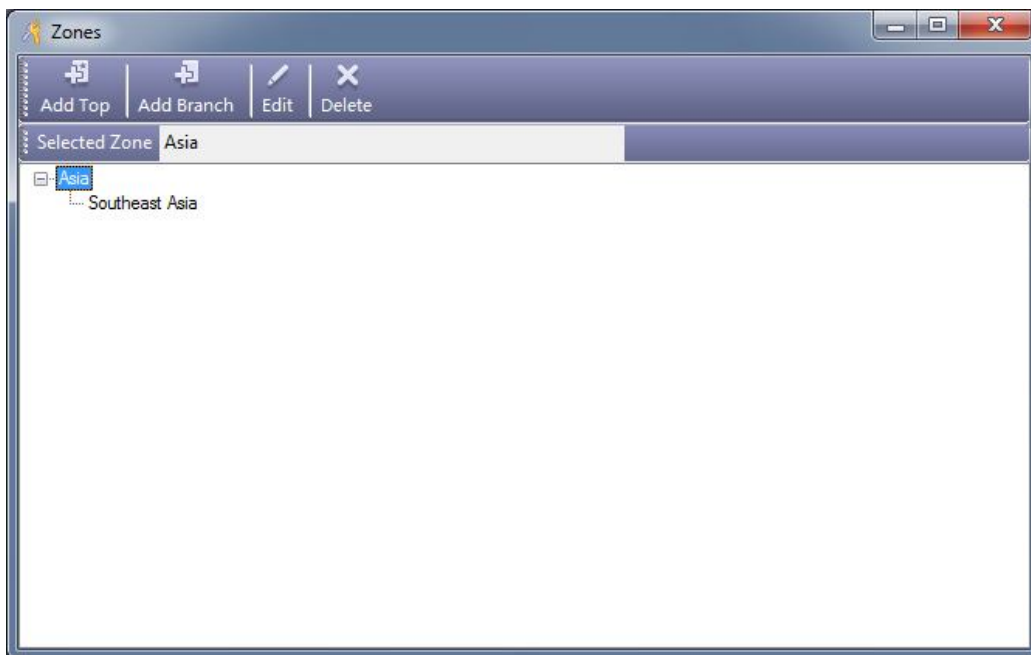 Zones
Add Top Add Branch Edit Delete
Selected Zone Asia
Asia
Southeast Asia